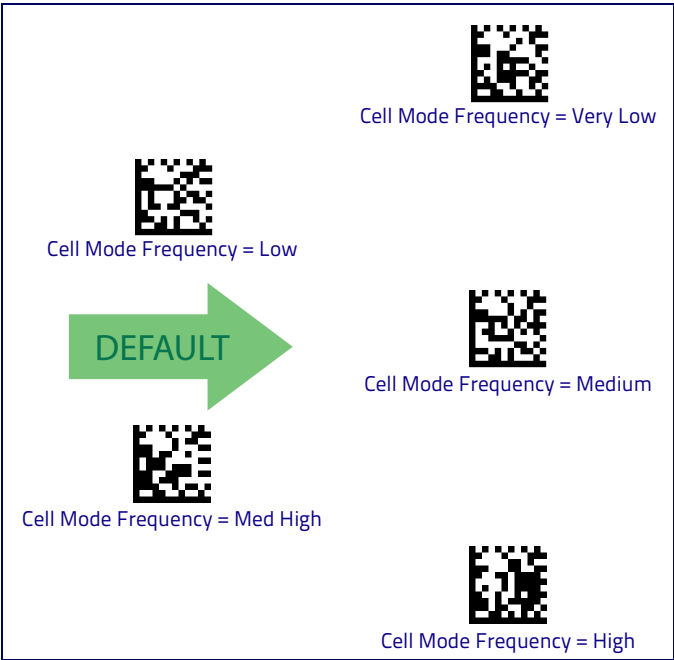 Cell Mode Frequency = Very Low
Cell Mode Frequency = Low
DEFAULT
Cell Mode Frequency = Medium
Cell Mode Frequency = Med High
Cell Mode Frequency = High